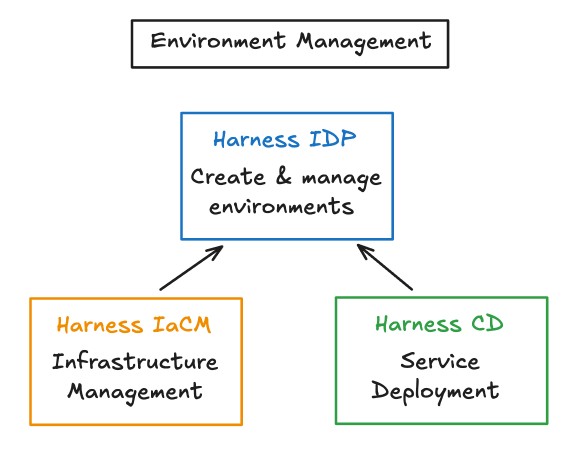 Environment Management
Harness IDP
Create & manage
environments
Harness IaCM
Infrastructure
Management
Harness CD
Service
Deployment